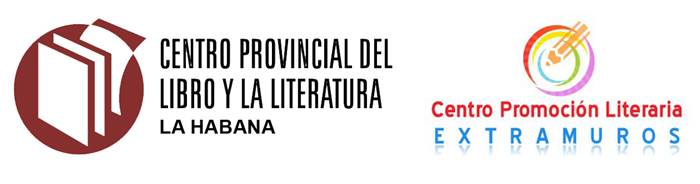 CENTRO PROVINCIAL DEL
LIBRO Y LA LITERATURA
LA HABANA
Centro Promoción Literaria
EXTRAMUROS